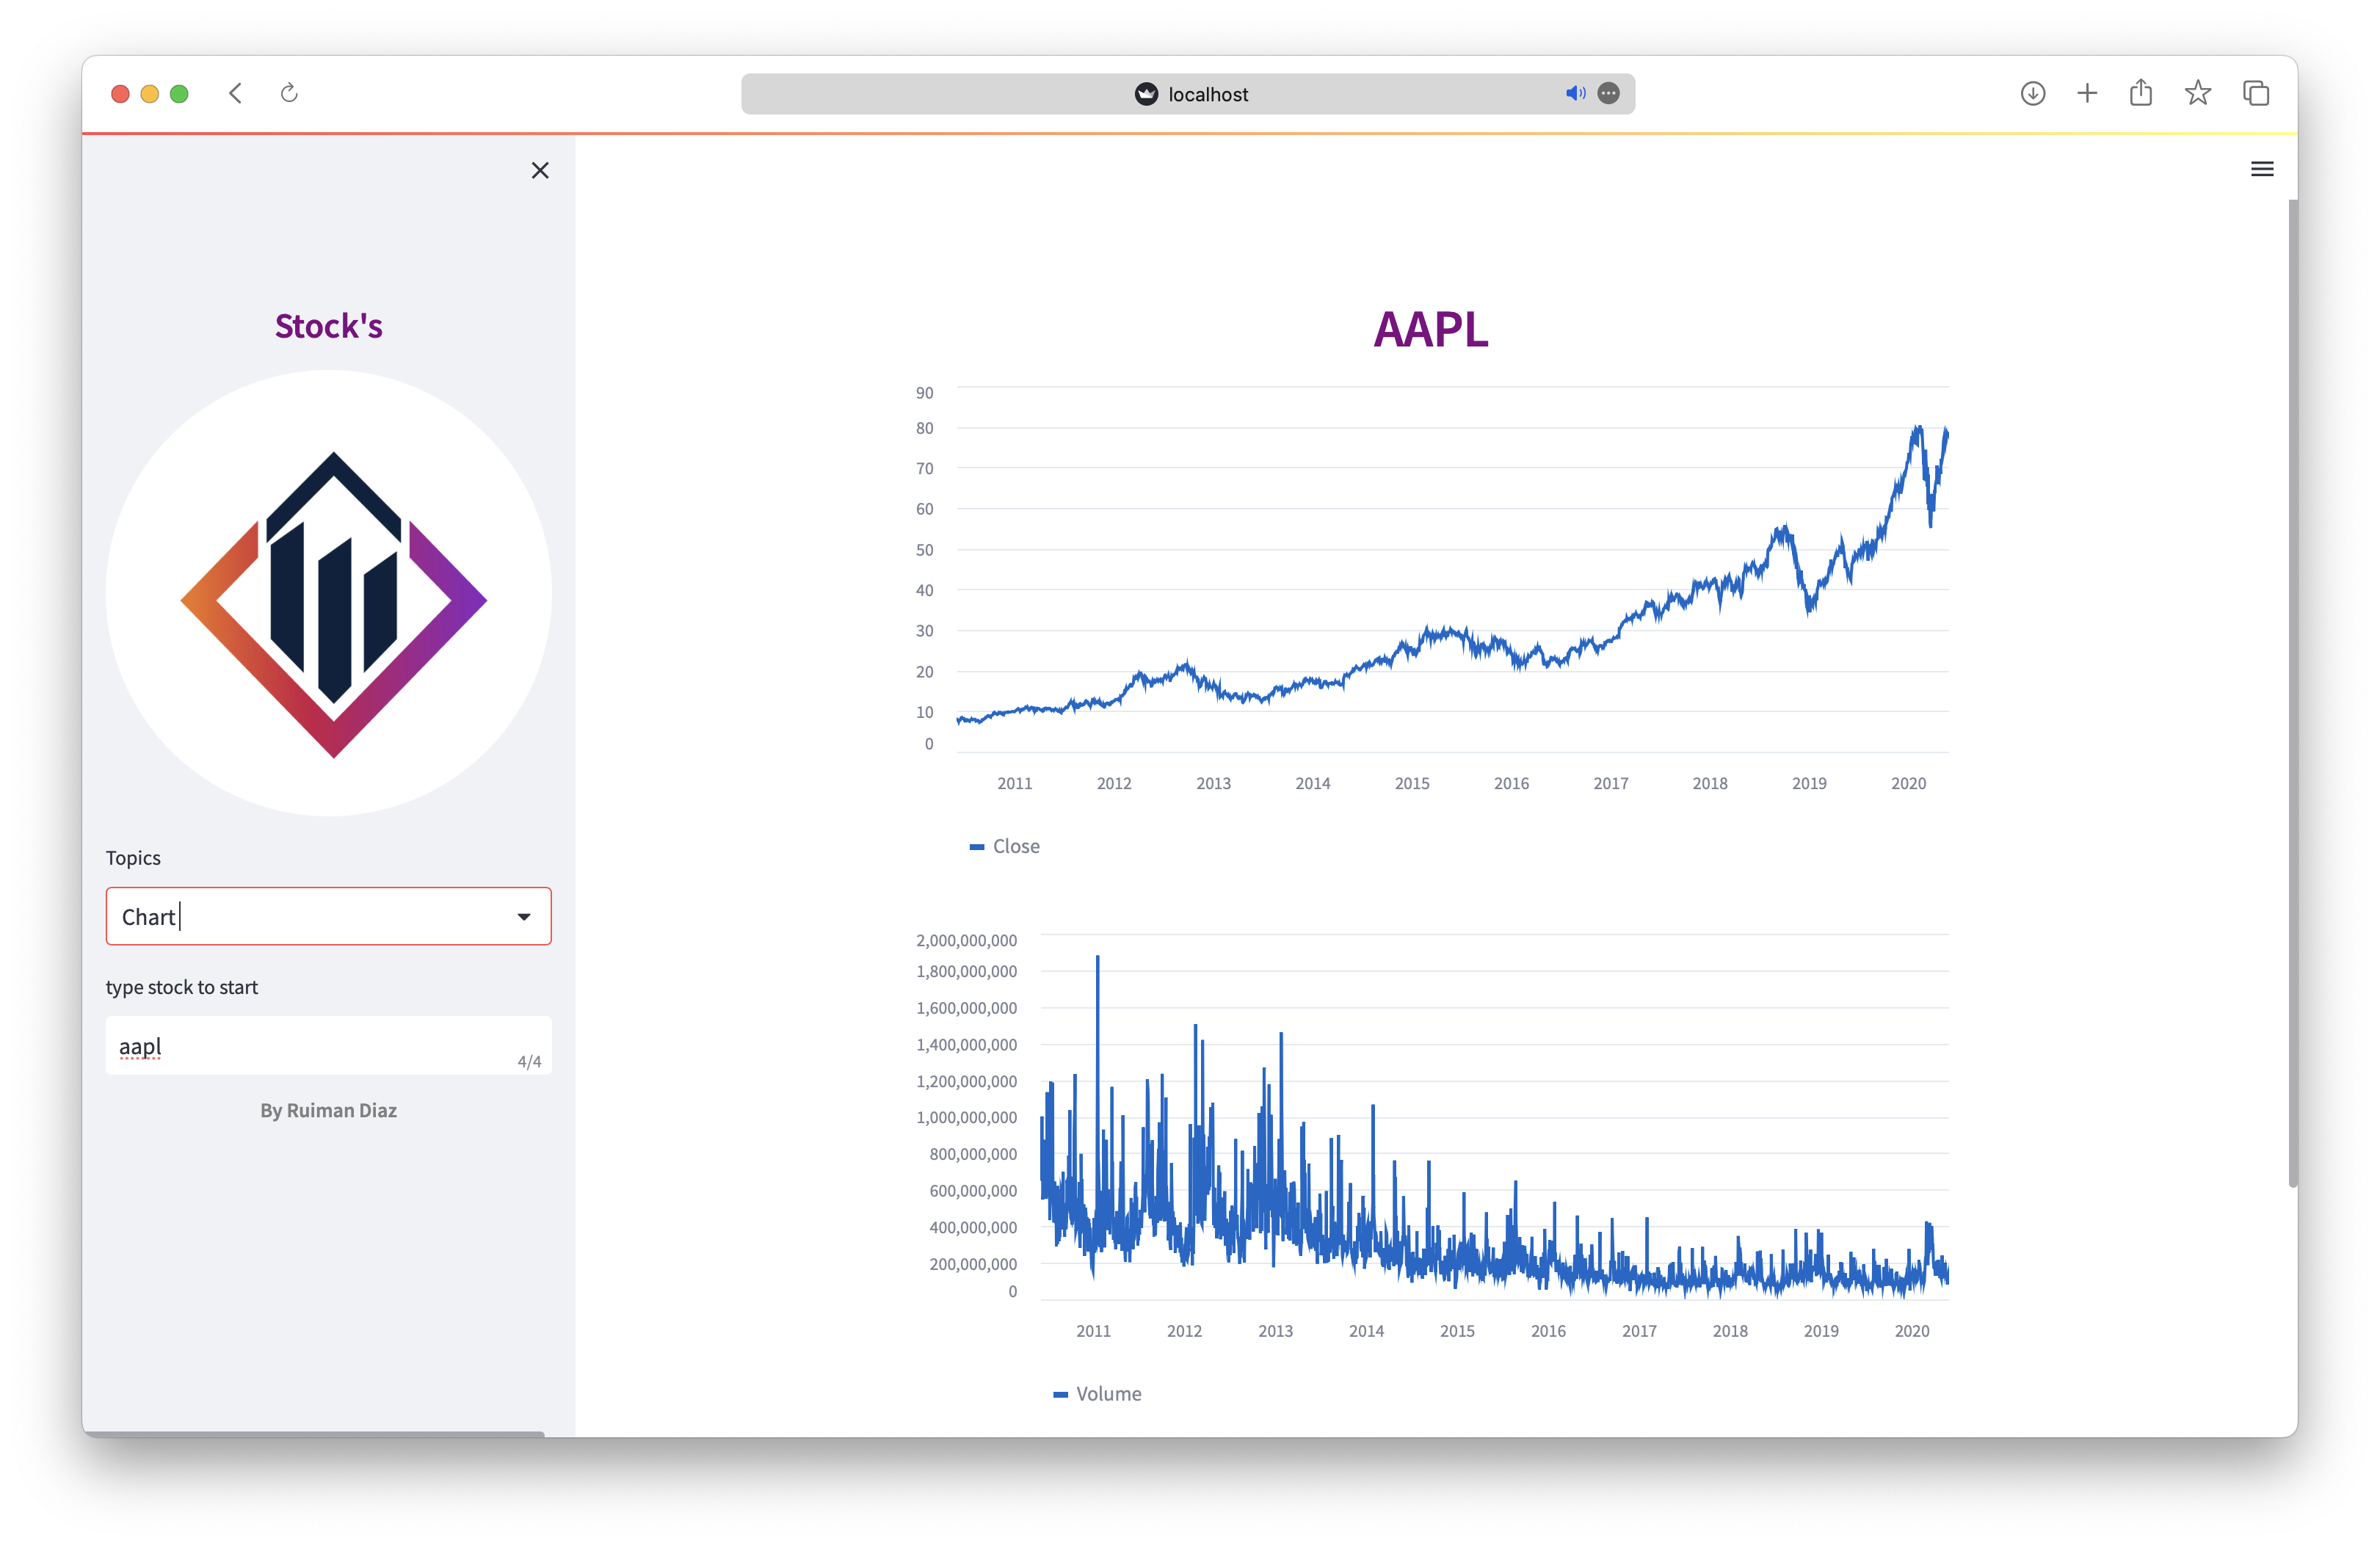 localhost
Stock's
Topics
Chart
type stock to start
aapl
4/4
By Ruiman Diaz
AAPL
90
80
70
60
50
40
30
20
10
0
2011 2012 2013 2014 2015 2016 2017 2018 2019 2020
Close
2,000,000,000
1,800,000,000
1,600,000,000
1,400,000,000
1,200,000,000
1,000,000,000
800,000,000
600,000,000
400,000,000
200,000,000
0
2011 2012 2013 2014 2015 2016 2017 2018 2019 2020
Volume